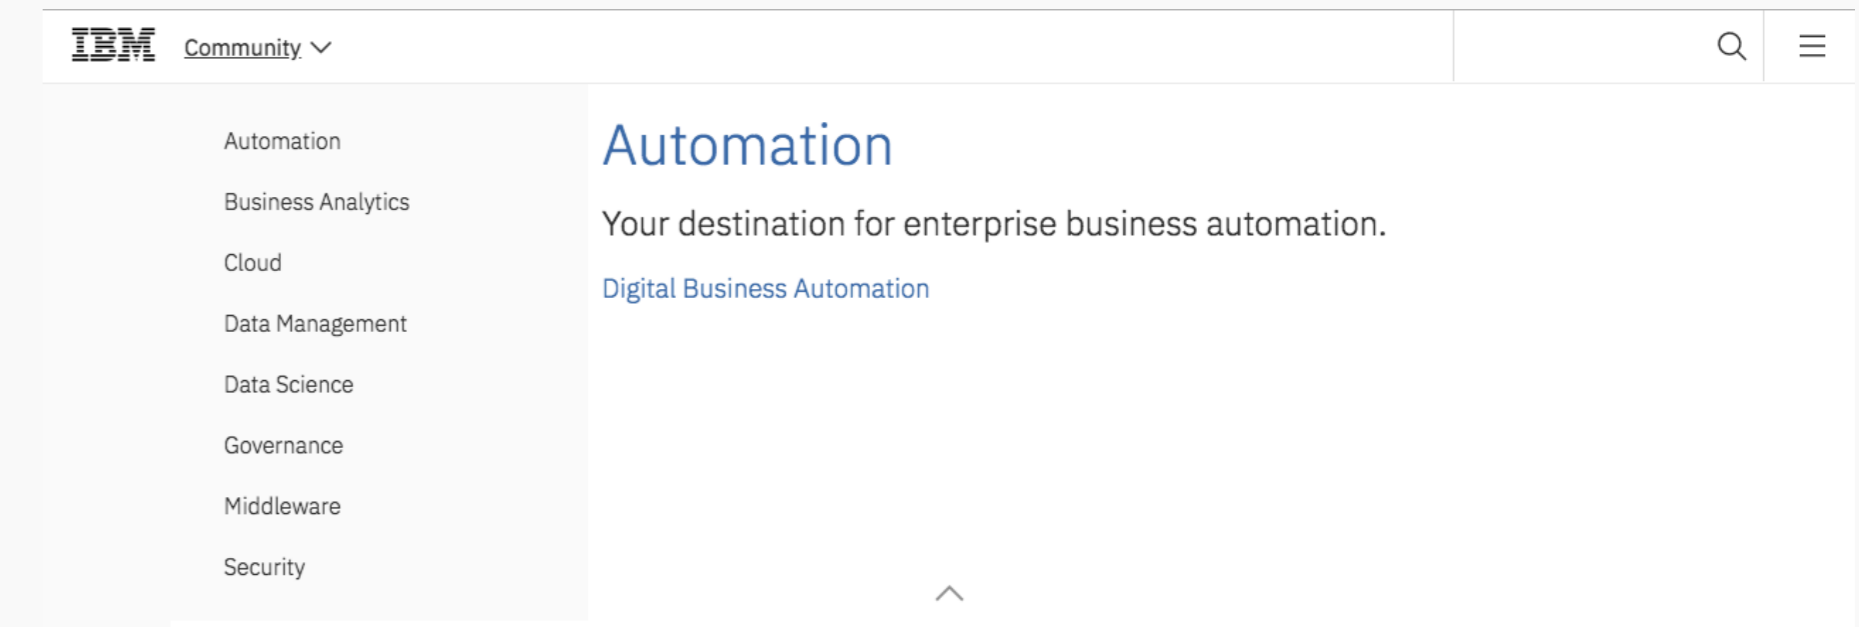 IBM Community
Automation
Business Analytics
Cloud
Data Management
Data Science
Governance
Middleware
Security
Automation
Your destination for enterprise business automation.
Digital Business Automation